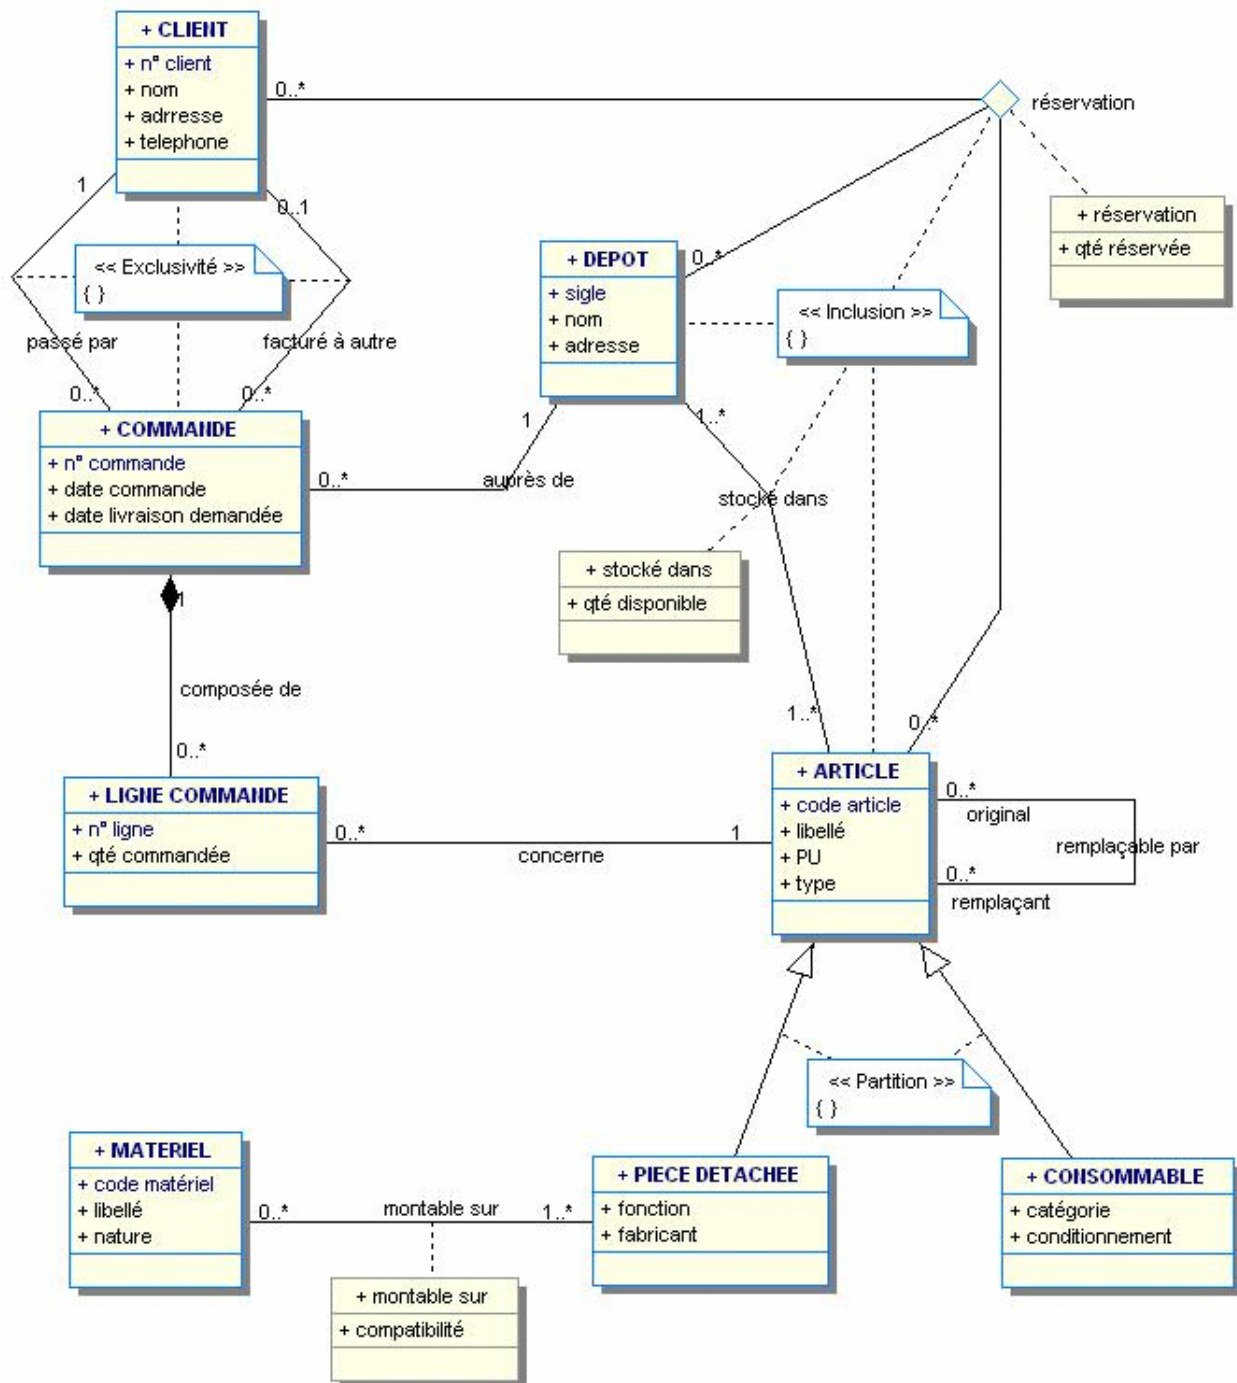 + CLIENT
+ n° client
+ nom
+ adrresse
+ telephone
0..*
réservation
1
0..1
+ réservation
+ qté réservée
<< Exclusivité >>
{ }
passé par
facturé à autre
0..*
0..*
+ DEPOT
+ sigle
+ nom
+ adresse
0..*
<< Inclusion >>
{ }
+ COMMANDE
+ n° commande
+ date commande
+ date livraison demandée
0..*
auprès de
1
1..*
stocké dans
+ stocké dans
+ qté disponible
1
composée de
0..*
1..*
0..*
+ LIGNE COMMANDE
+ n° ligne
+ qté commandée
0..*
concerne
1
+ ARTICLE
+ code article
+ libellé
+ PU
+ type
0..*
original
remplaçable par
0..*
remplaçant
<< Partition >>
{ }
+ MATERIEL
+ code matériel
+ libellé
+ nature
0..*
montable sur
1..*
+ PIECE DETACHEE
+ fonction
+ fabricant
+ CONSOMMABLE
+ catégorie
+ conditionnement
+ montable sur
+ compatibilité